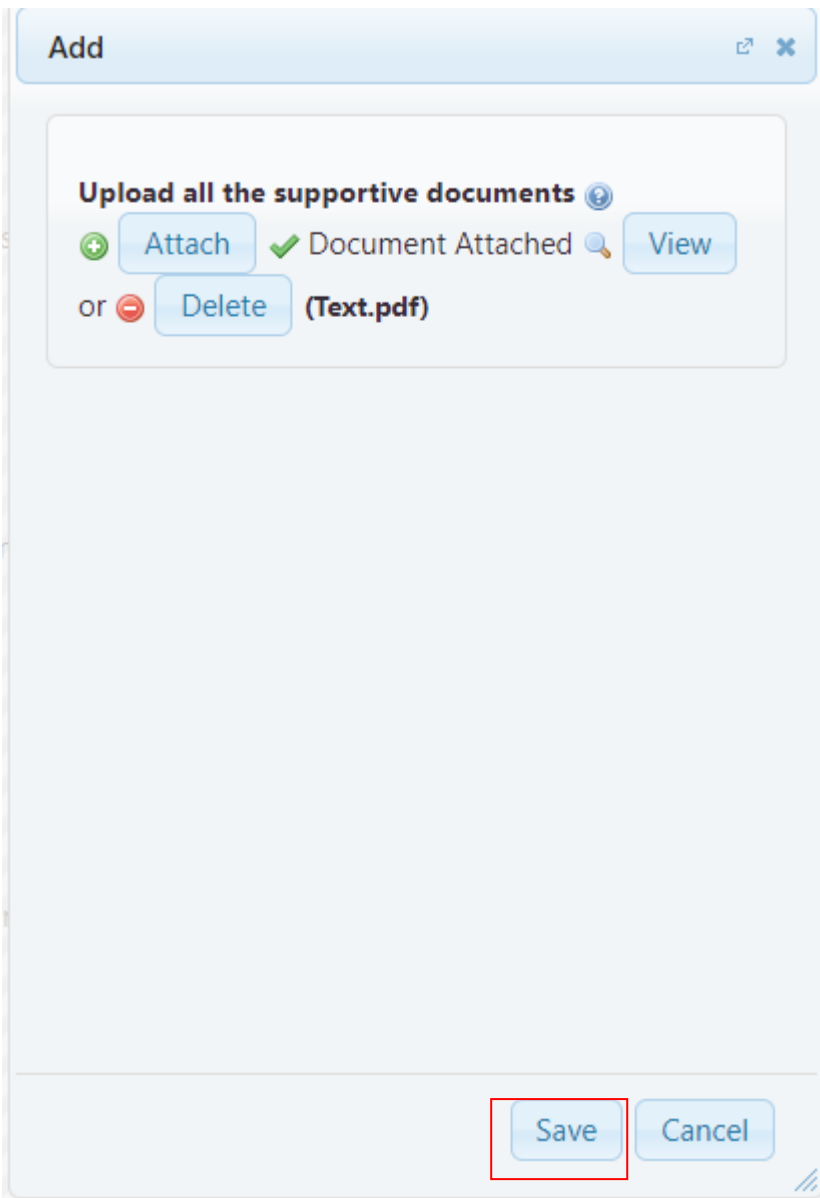 Add
Upload all the supportive documents
Attach Document Attached View
or Delete (Text.pdf)
Save Cancel